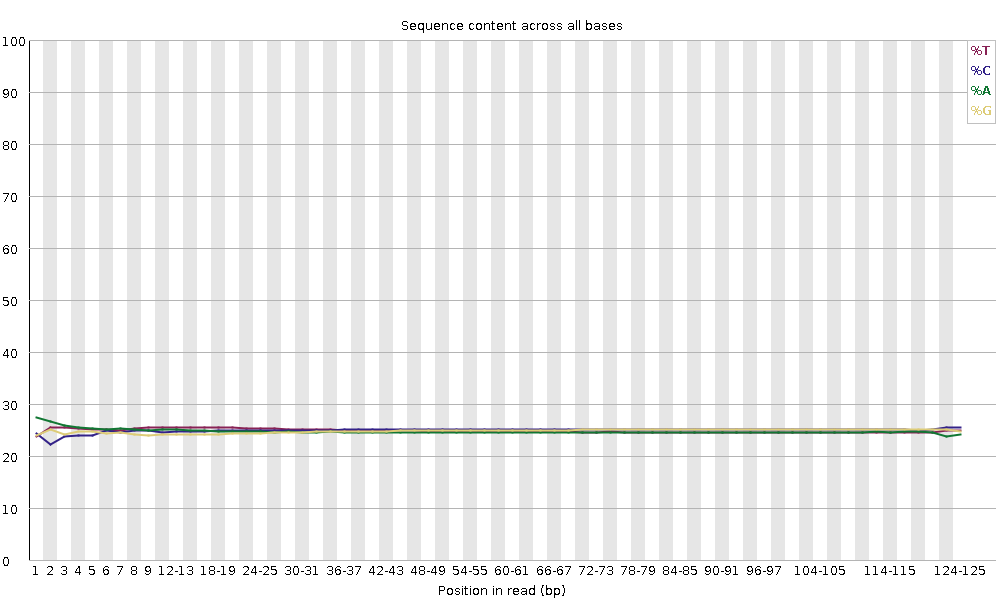 Sequence content across all bases
100
90
80
70
60
50
40
30
20
10
0
%T
%C
%A
%G
1 2 3 4 5 6 7 8 9 12-13 18-19 24-25 30-31 36-37 42-43 48-49 54-55 60-61 66-67 72-73 78-79 84-85 90-91 96-97 104-105 114-115 124-125
Position in read (bp)